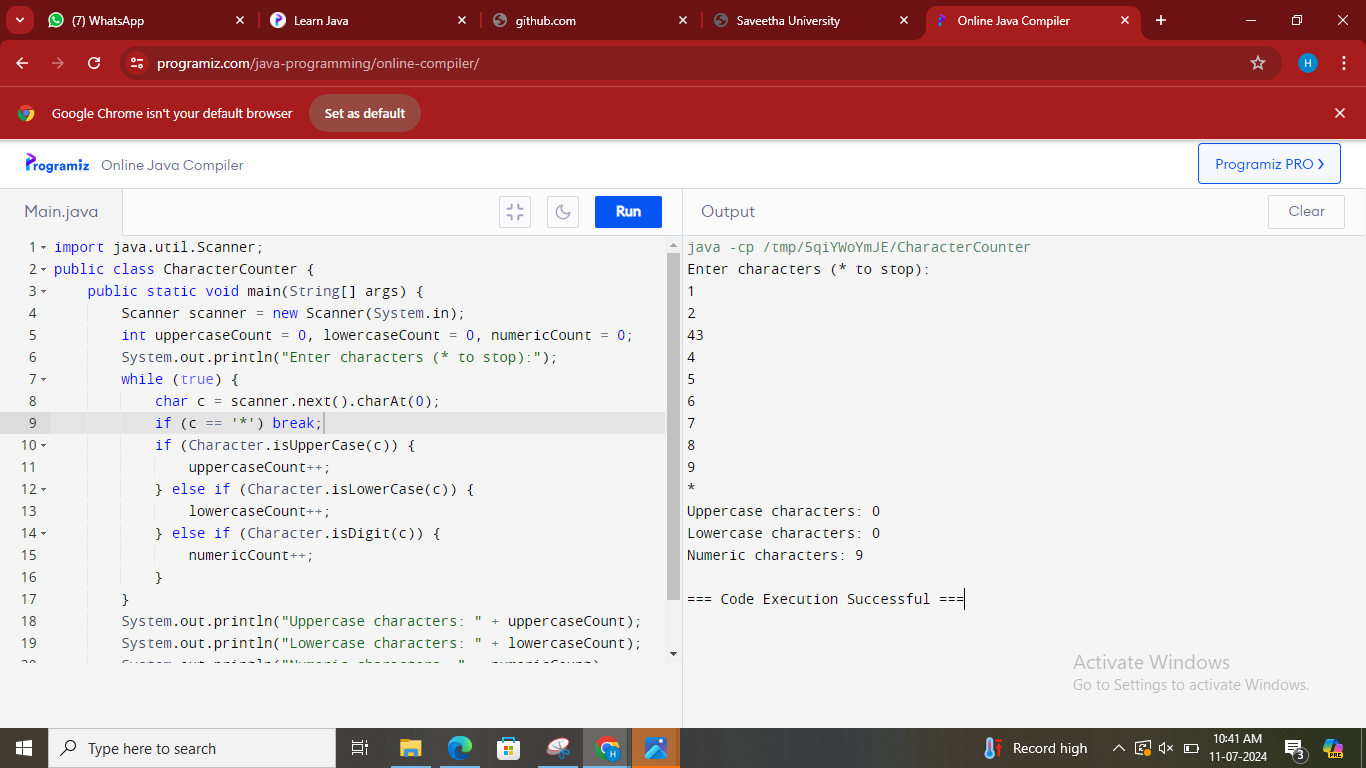 (7) WhatsApp
Learn Java
github.com
Saveetha University
Online Java Compiler
programiz.com/java-programming/online-compiler/
H
Google Chrome isn't your default browser
Set as default
Programiz
Online Java Compiler
Programiz PRO
Main.java
Run
Output
Clear
1 import java.util.Scanner;
2 public class CharacterCounter {
3 public static void main(String[] args) {
4 Scanner scanner = new Scanner(System.in);
5 int uppercaseCount = 0, lowercaseCount = 0, numericCount = 0;
6 System.out.println("Enter characters (* to stop):");
7 while (true) {
8 char c = scanner.next().charAt(0);
9 if (c == '*') break;
10 if (Character.isUpperCase(c)) {
11 uppercaseCount++;
12 } else if (Character.isLowerCase(c)) {
13 lowercaseCount++;
14 } else if (Character.isDigit(c)) {
15 numericCount++;
16 }
17 }
18 System.out.println("Uppercase characters: " + uppercaseCount);
19 System.out.println("Lowercase characters: " + lowercaseCount);
java -cp /tmp/5qiYWoYmJE/CharacterCounter
Enter characters (* to stop):
1
2
43
4
5
6
7
8
9
*
Uppercase characters: 0
Lowercase characters: 0
Numeric characters: 9
=== Code Execution Successful ===
Activate Windows
Go to Settings to activate Windows.
Type here to search
H
Record high
10:41 AM
11-07-2024
3
PRE